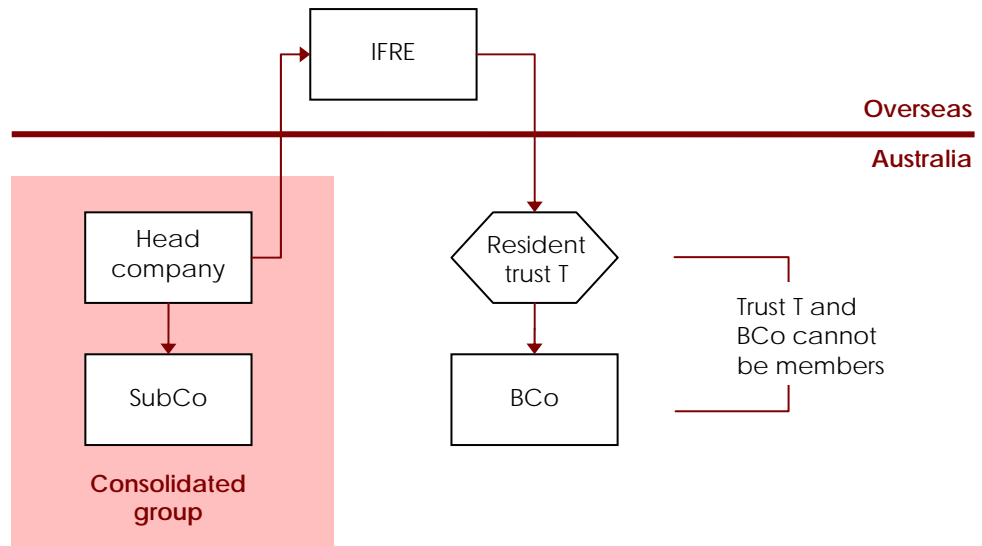 IFRE
Overseas
Australia
Head
company
Resident
trust T
Trust T and
BCo cannot
be members
SubCo
BCo
Consolidated
group